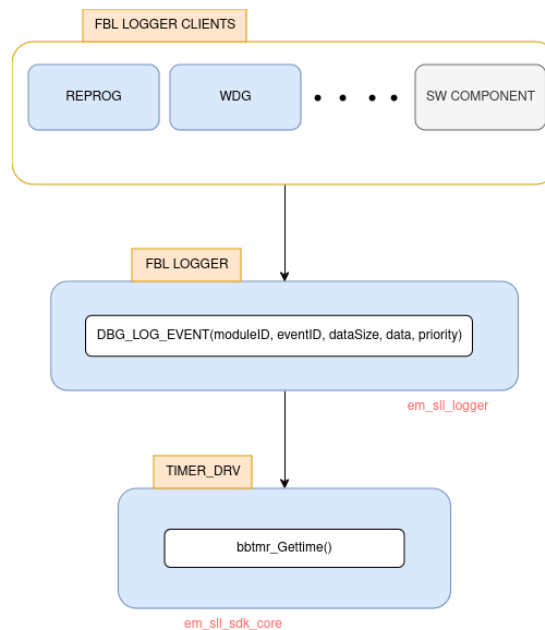 FBL LOGGER CLIENTS
REPROG
WDG
SW COMPONENT
FBL LOGGER
DBG_LOG_EVENT(moduleID, eventID, dataSize, data, priority)
em_sll_logger
TIMER_DRV
bbtmr_Gettime()
em_sll_sdk_core